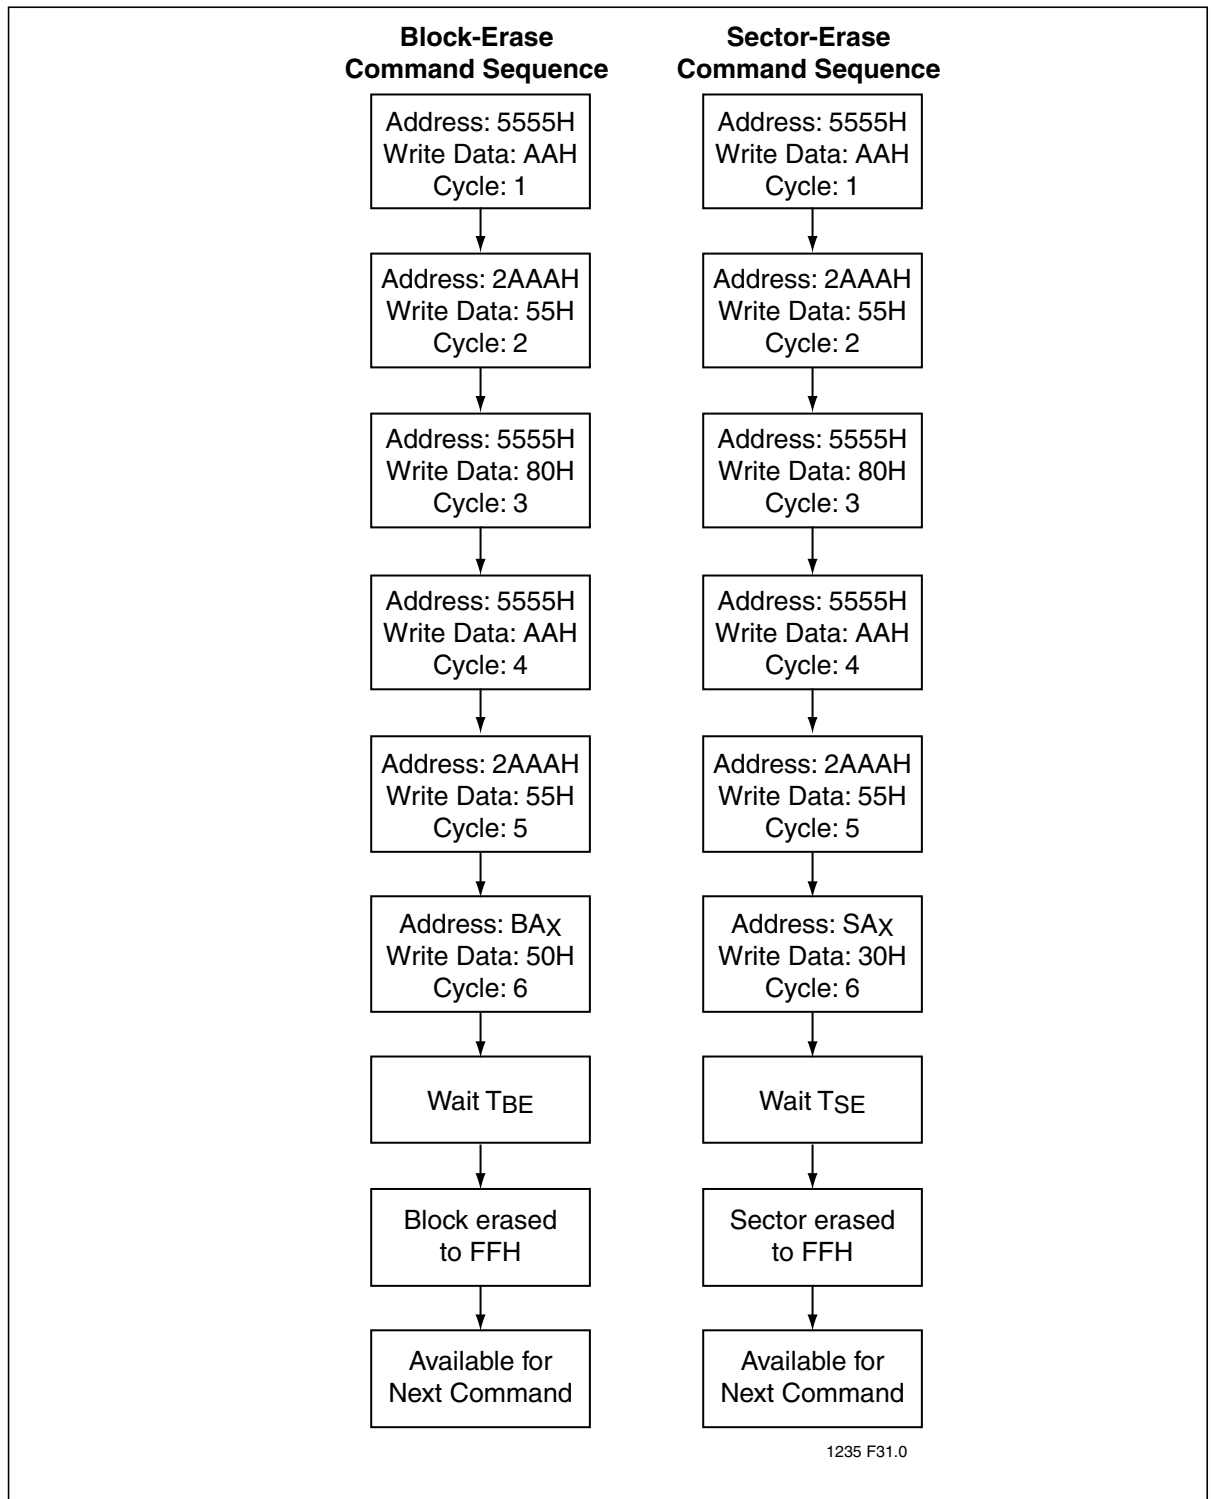 Block-Erase
Command Sequence
Address: 5555H
Write Data: AAH
Cycle: 1
Address: 2AAAH
Write Data: 55H
Cycle: 2
Address: 5555H
Write Data: 80H
Cycle: 3
Address: 5555H
Write Data: AAH
Cycle: 4
Address: 2AAAH
Write Data: 55H
Cycle: 5
Address: BAX
Write Data: 50H
Cycle: 6
Wait TBE
Block erased
to FFH
Available for
Next Command
Sector-Erase
Command Sequence
Address: 5555H
Write Data: AAH
Cycle: 1
Address: 2AAAH
Write Data: 55H
Cycle: 2
Address: 5555H
Write Data: 80H
Cycle: 3
Address: 5555H
Write Data: AAH
Cycle: 4
Address: 2AAAH
Write Data: 55H
Cycle: 5
Address: SAX
Write Data: 30H
Cycle: 6
Wait TSE
Sector erased
to FFH
Available for
Next Command
1235 F31.0